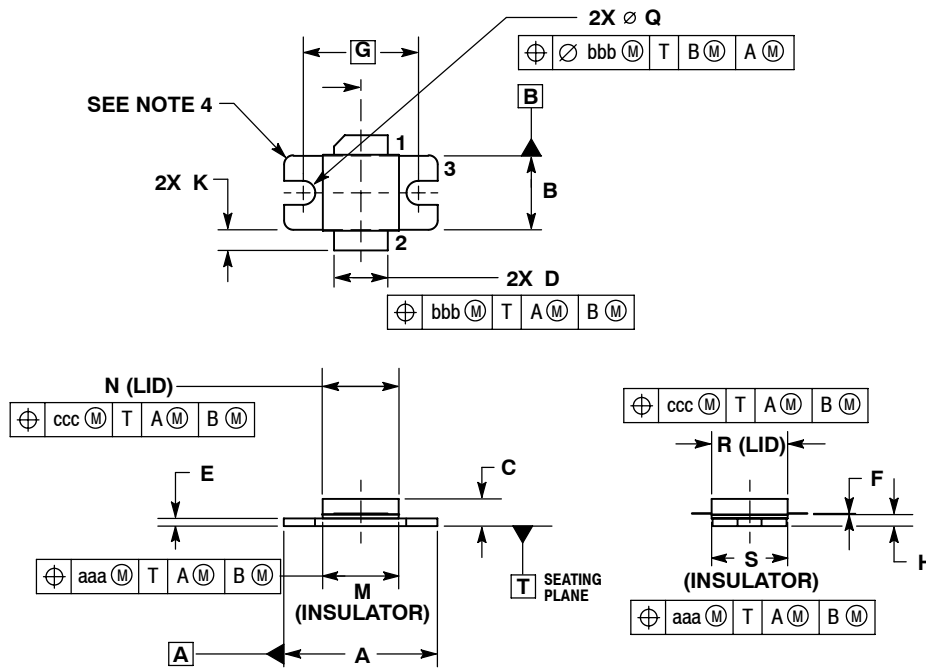 2X ⌀ Q
⌖ ⌀ bbb Ⓜ T B Ⓜ A Ⓜ
G
B
SEE NOTE 4
1
3
2X K
B
2
2X D
⌖ bbb Ⓜ T A Ⓜ B Ⓜ
N (LID)
⌖ ccc Ⓜ T A Ⓜ B Ⓜ
⌖ ccc Ⓜ T A Ⓜ B Ⓜ
R (LID)
E
C
F
H
⌖ aaa Ⓜ T A Ⓜ B Ⓜ
M
(INSULATOR)
T SEATING
PLANE
S
(INSULATOR)
⌖ aaa Ⓜ T A Ⓜ B Ⓜ
A
A